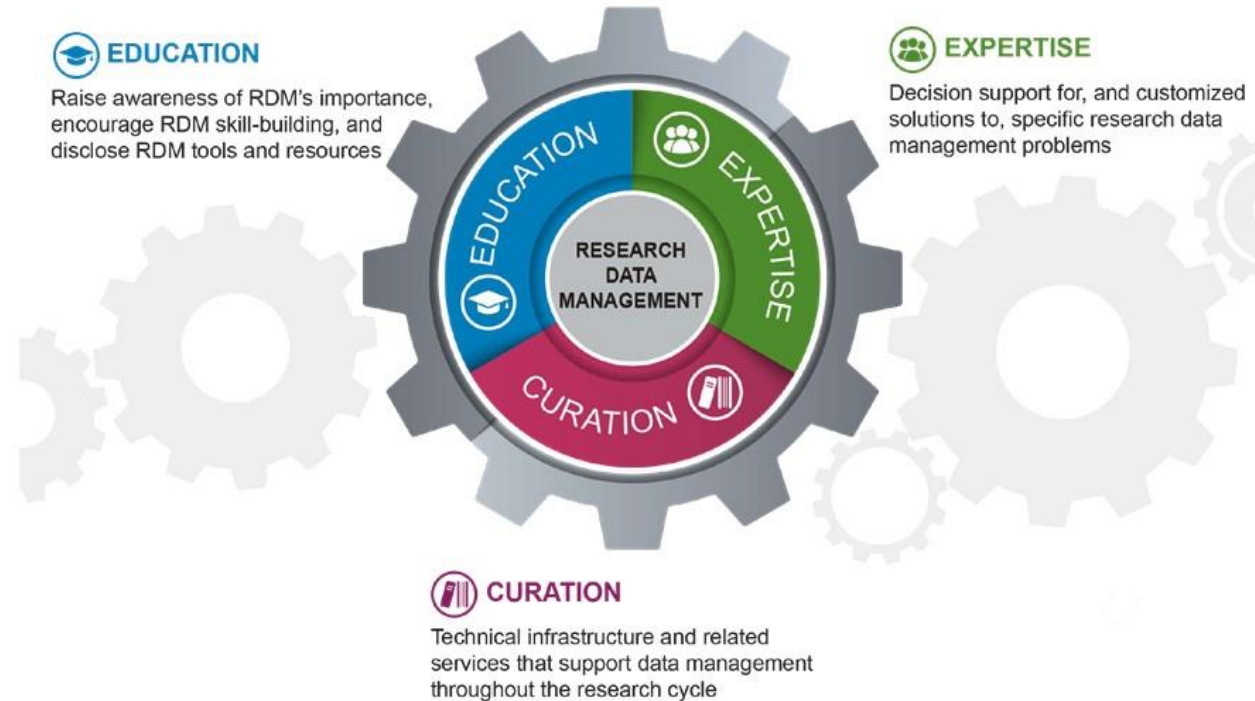 EDUCATION
Raise awareness of RDM's importance,
encourage RDM skill-building, and
disclose RDM tools and resources
EXPERTISE
Decision support for, and customized
solutions to, specific research data
management problems
EDUCATION
EXPERTISE
RESEARCH
DATA
MANAGEMENT
CURATION
CURATION
Technical infrastructure and related
services that support data management
throughout the research cycle